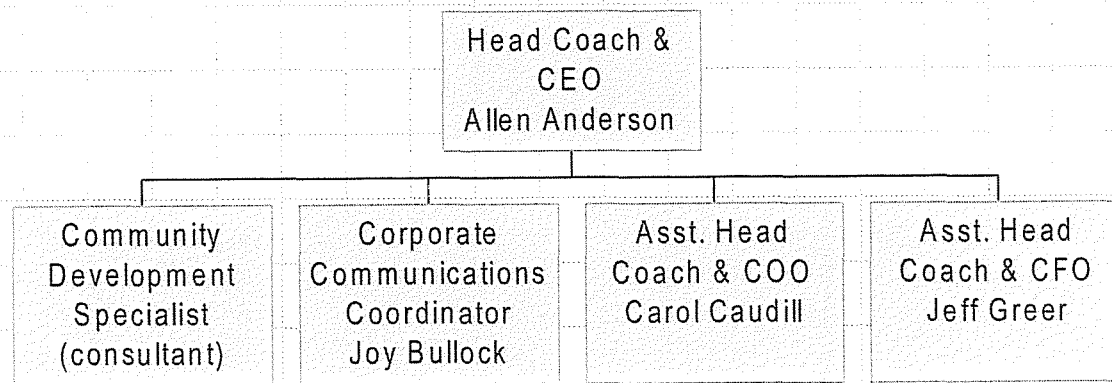 Head Coach &
CEO
Allen Anderson
Community
Development
Specialist
(consultant)
Corporate
Communications
Coordinator
Joy Bullock
Asst. Head
Coach & COO
Carol Caudill
Asst. Head
Coach & CFO
Jeff Greer